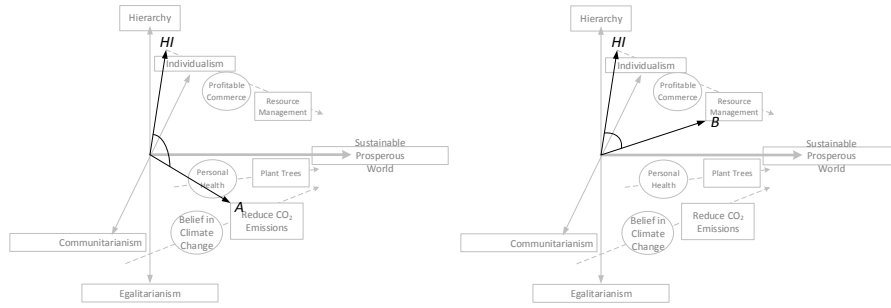 Hierarchy
HI
Individualism
Profitable
Commerce
Resource
Management
Sustainable
Prosperous
World
Personal
Health
Plant Trees
A
Belief in
Climate
Change
Reduce CO₂
Emissions
Communitarianism
Egalitarianism
Hierarchy
HI
Individualism
Profitable
Commerce
Resource
Management
B
Sustainable
Prosperous
World
Personal
Health
Plant Trees
Belief in
Climate
Change
Reduce CO₂
Emissions
Communitarianism
Egalitarianism